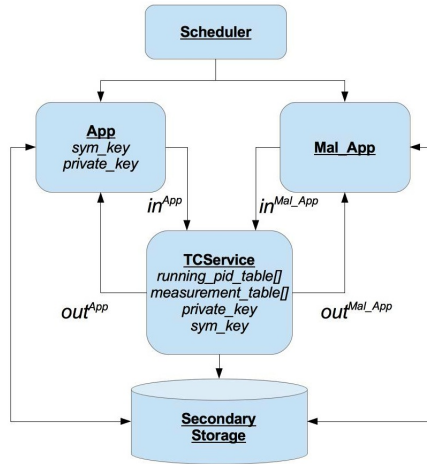 Scheduler
App
sym_key
private_key
Mal_App
in^App
in^Mal_App
TCService
running_pid_table[]
measurement_table[]
private_key
sym_key
out^App
out^Mal_App
Secondary
Storage